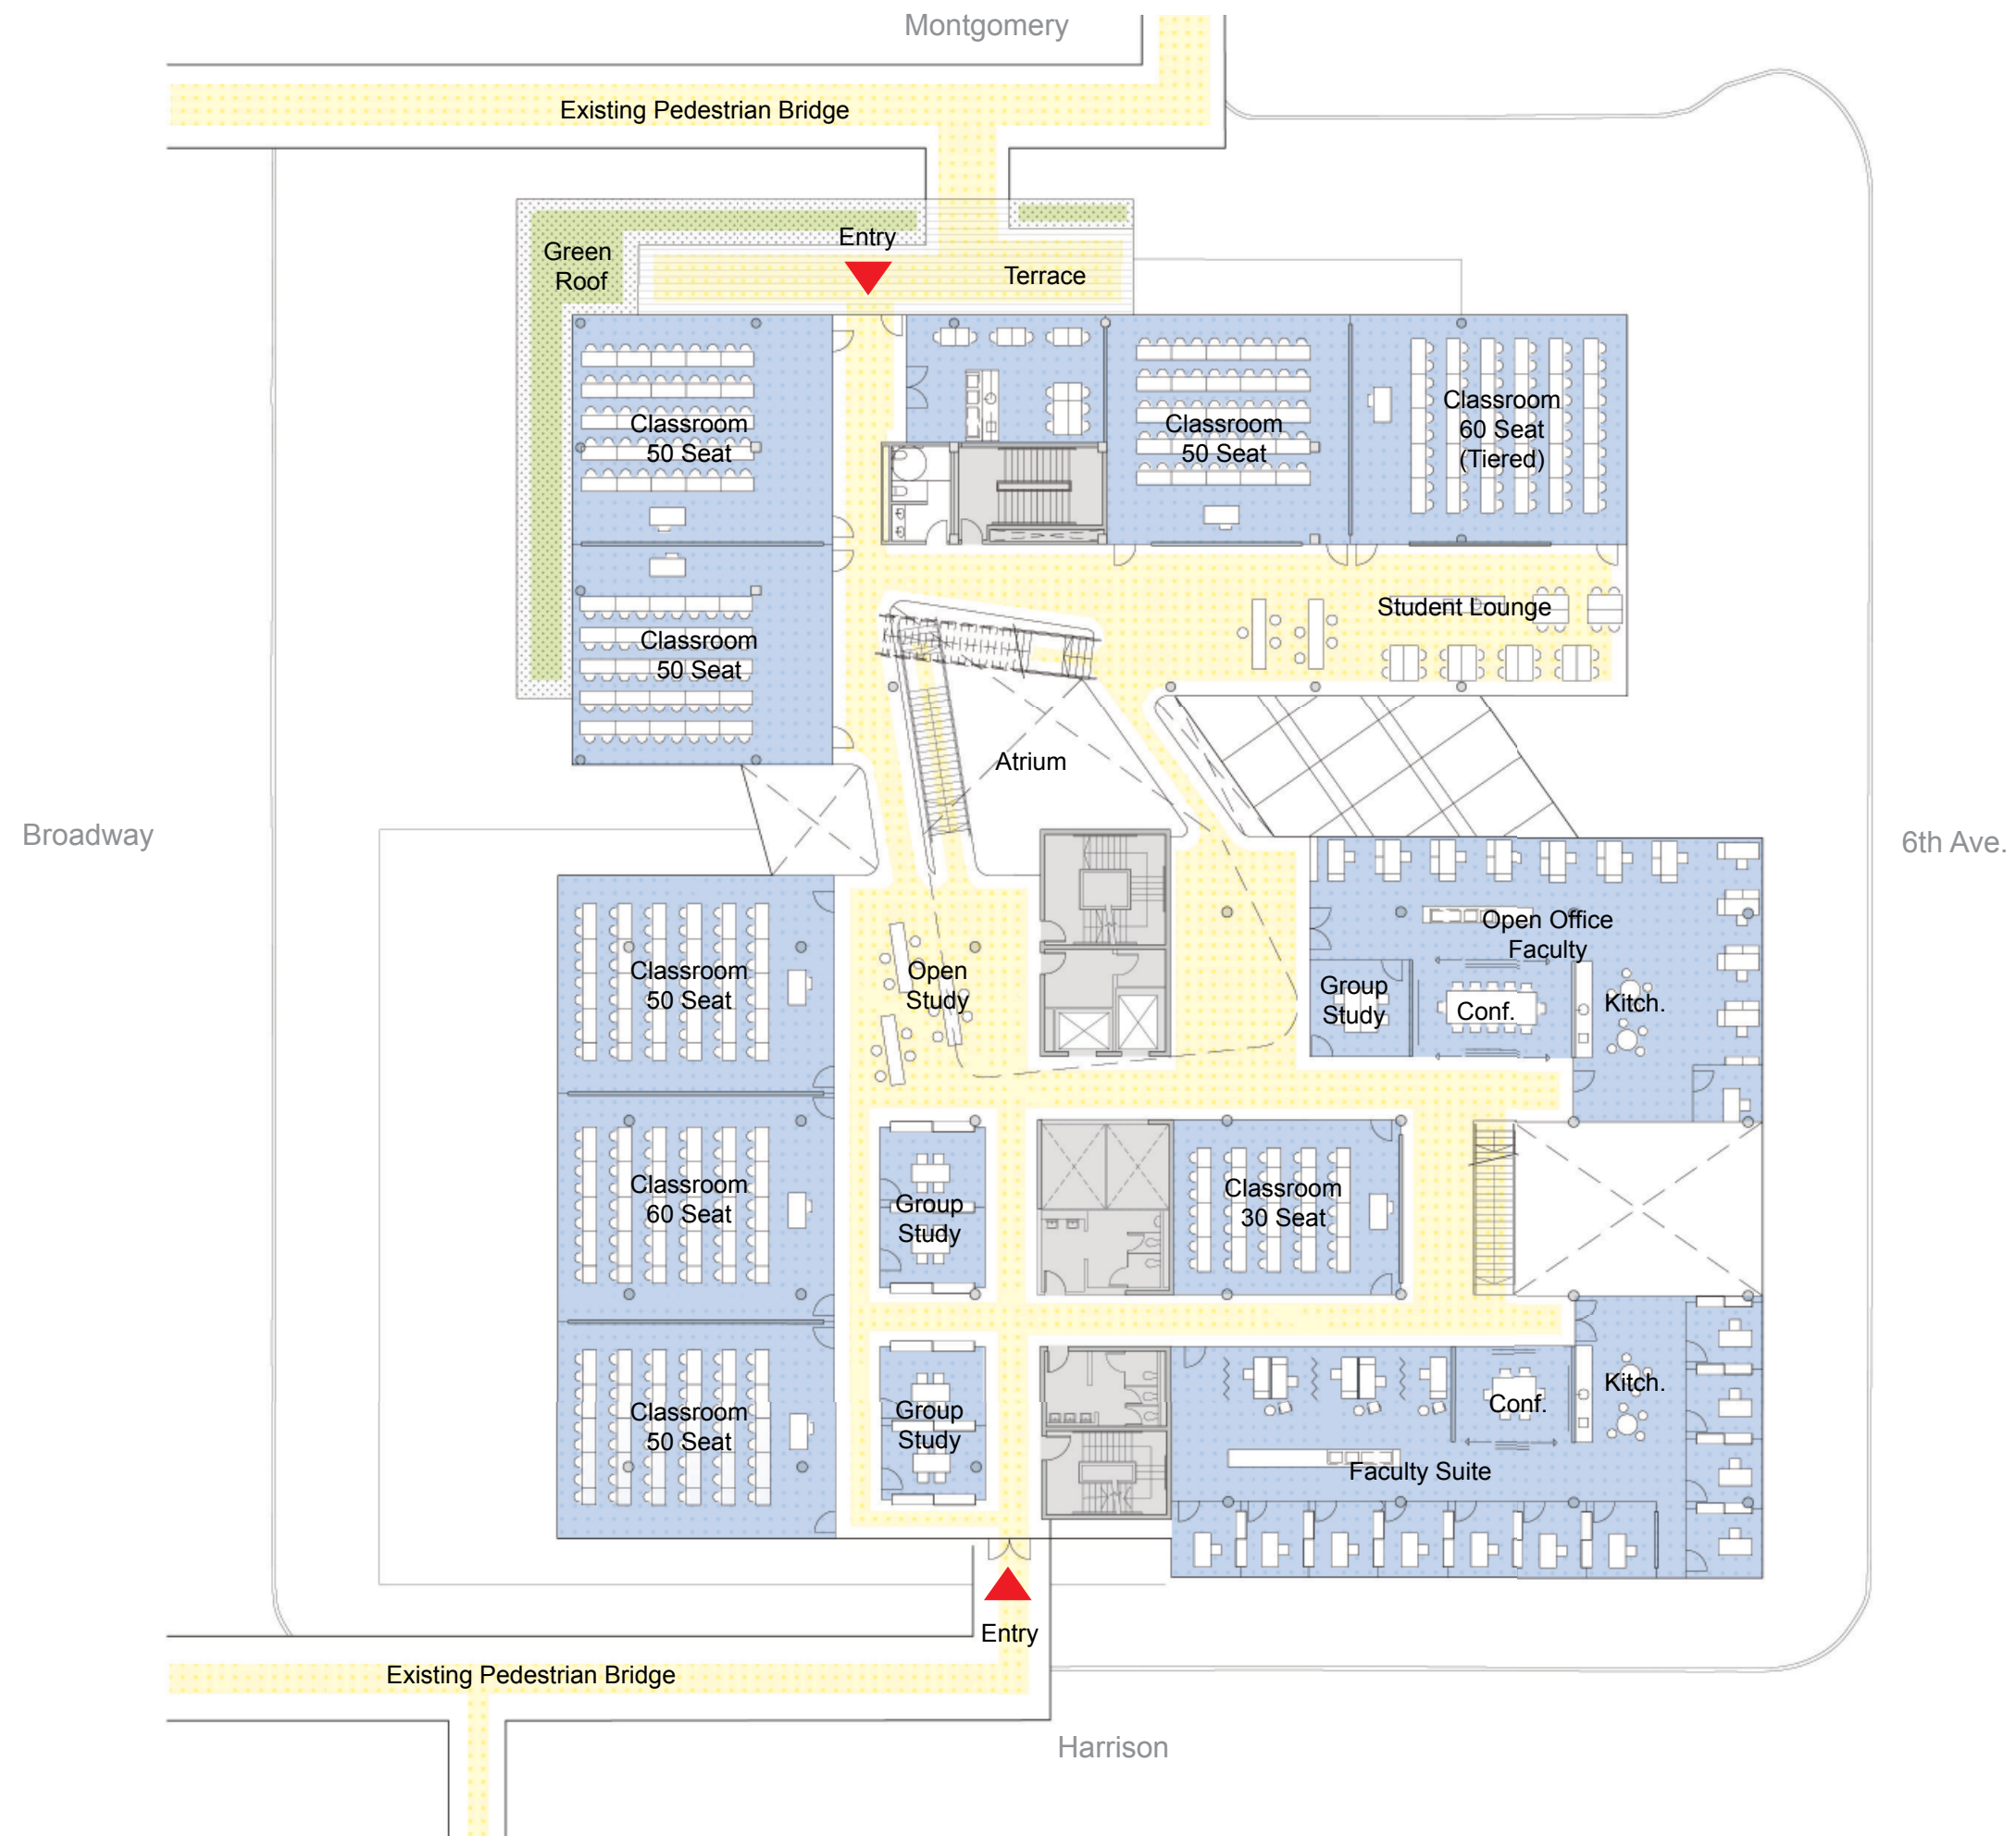 Montgomery
Existing Pedestrian Bridge
Entry
Green
Roof
Terrace
Classroom
50 Seat
Classroom
50 Seat
Classroom
60 Seat
(Tiered)
Classroom
50 Seat
Student Lounge
Atrium
Broadway
6th Ave.
Classroom
50 Seat
Open
Study
Open Office
Faculty
Group
Study
Conf.
Kitch.
Classroom
60 Seat
Group
Study
Classroom
30 Seat
Classroom
50 Seat
Group
Study
Conf.
Kitch.
Faculty Suite
Entry
Existing Pedestrian Bridge
Harrison